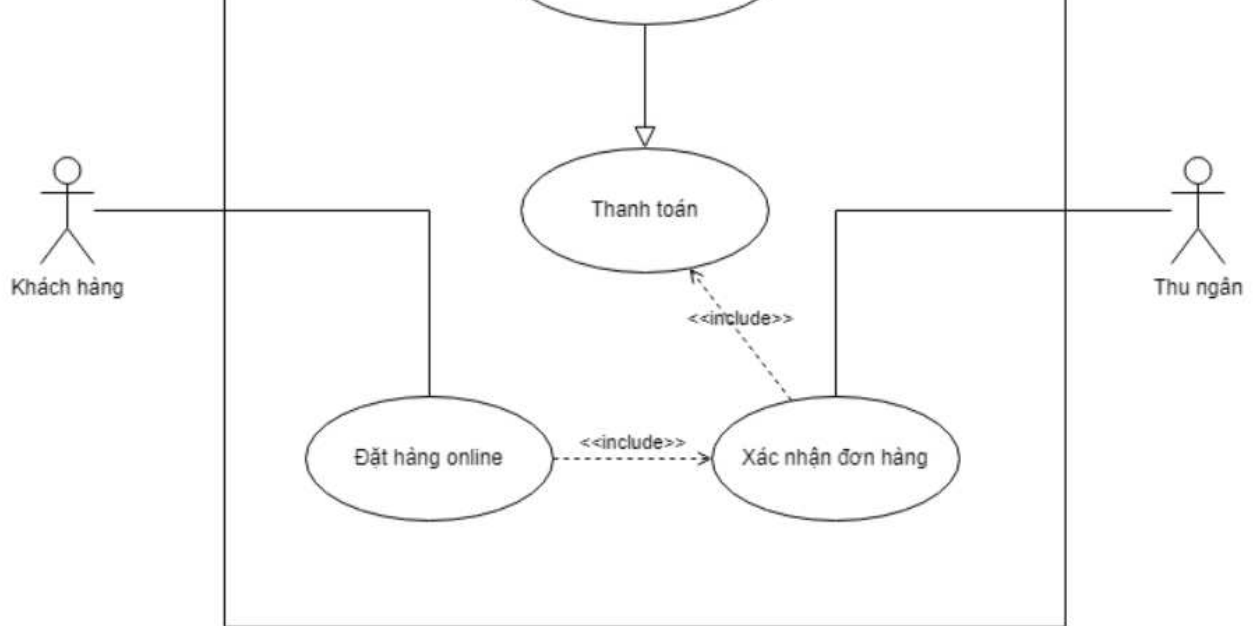 Thanh toán
Khách hàng
Thu ngân
<<include>>
<<include>>
Đặt hàng online
Xác nhận đơn hàng